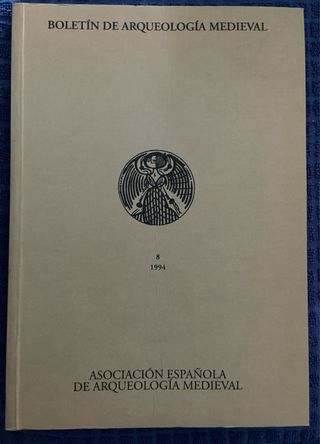 BOLETÍN DE ARQUEOLOGÍA MEDIEVAL
8
1994
ASOCIACIÓN ESPAÑOLA
DE ARQUEOLOGÍA MEDIEVAL